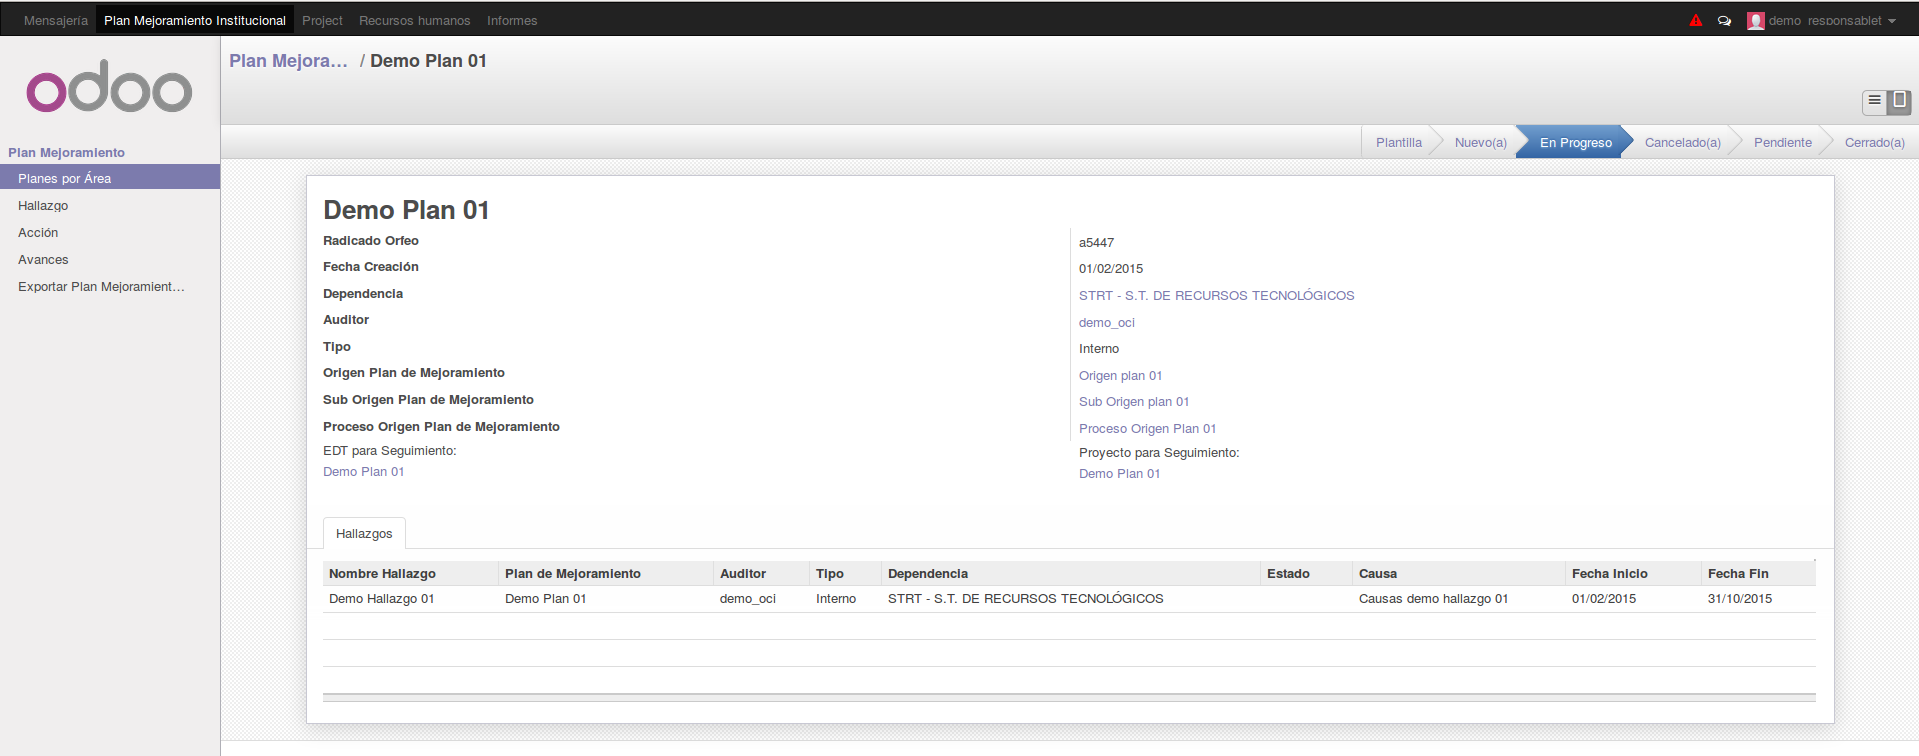 Mensajería Plan Mejoramiento Institucional Project Recursos humanos Informes demo_responsablet
odoo
Plan Mejora... / Demo Plan 01
Plantilla Nuevo(a) En Progreso Cancelado(a) Pendiente Cerrado(a)
Plan Mejoramiento
Planes por Área
Hallazgo
Acción
Avances
Exportar Plan Mejoramient...
Demo Plan 01
Radicado Orfeo a5447
Fecha Creación 01/02/2015
Dependencia STRT - S.T. DE RECURSOS TECNOLÓGICOS
Auditor demo_oci
Tipo Interno
Origen Plan de Mejoramiento Origen plan 01
Sub Origen Plan de Mejoramiento Sub Origen plan 01
Proceso Origen Plan de Mejoramiento Proceso Origen Plan 01
EDT para Seguimiento: Proyecto para Seguimiento:
Demo Plan 01 Demo Plan 01
Hallazgos
Nombre Hallazgo Plan de Mejoramiento Auditor Tipo Dependencia Estado Causa Fecha Inicio Fecha Fin
Demo Hallazgo 01 Demo Plan 01 demo_oci Interno STRT - S.T. DE RECURSOS TECNOLÓGICOS Causas demo hallazgo 01 01/02/2015 31/10/2015